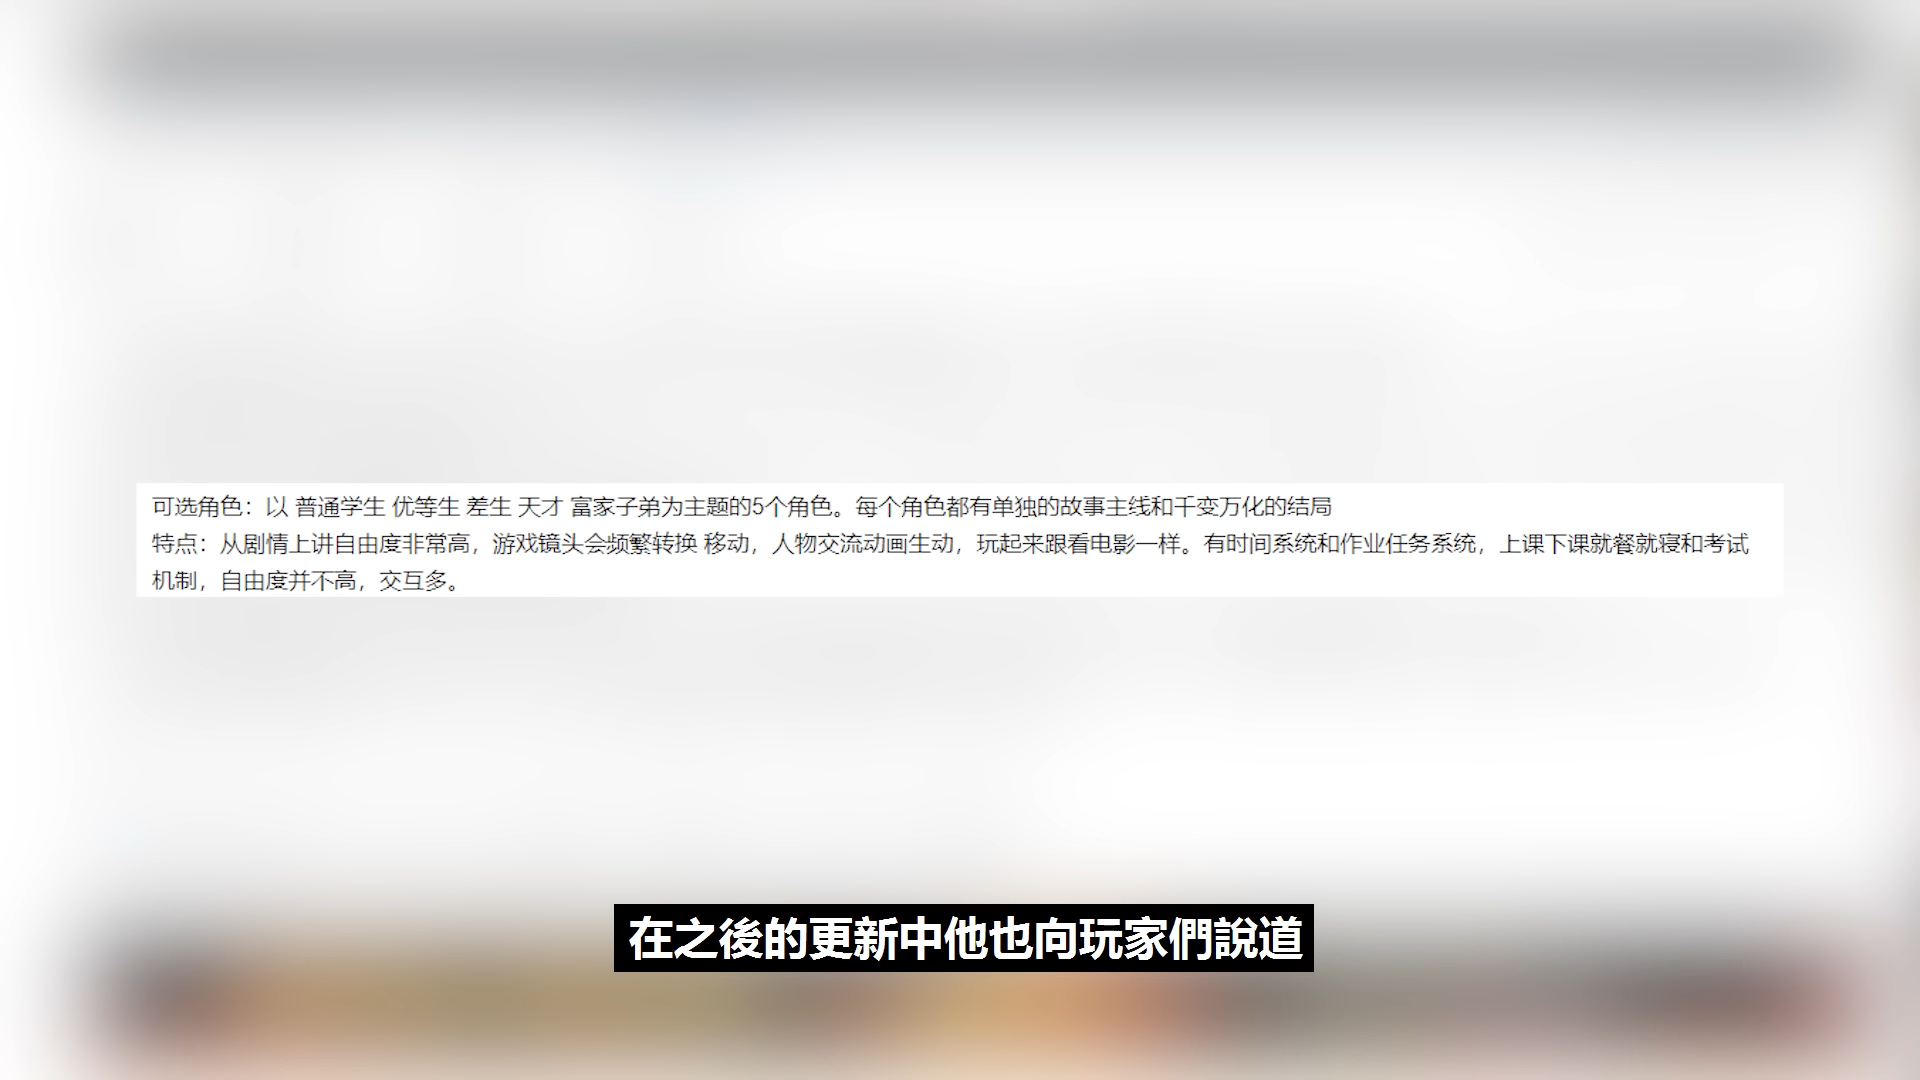 可选角色：以 普通学生 优等生 差生 天才 富家子弟为主题的5个角色。每个角色都有单独的故事主线和千变万化的结局
特点：从剧情上讲自由度非常高，游戏镜头会频繁转换 移动，人物交流动画生动，玩起来跟看电影一样。有时间系统和作业任务系统，上课下课就餐就寝和考试
机制，自由度并不高，交互多。
在之後的更新中他也向玩家們說道